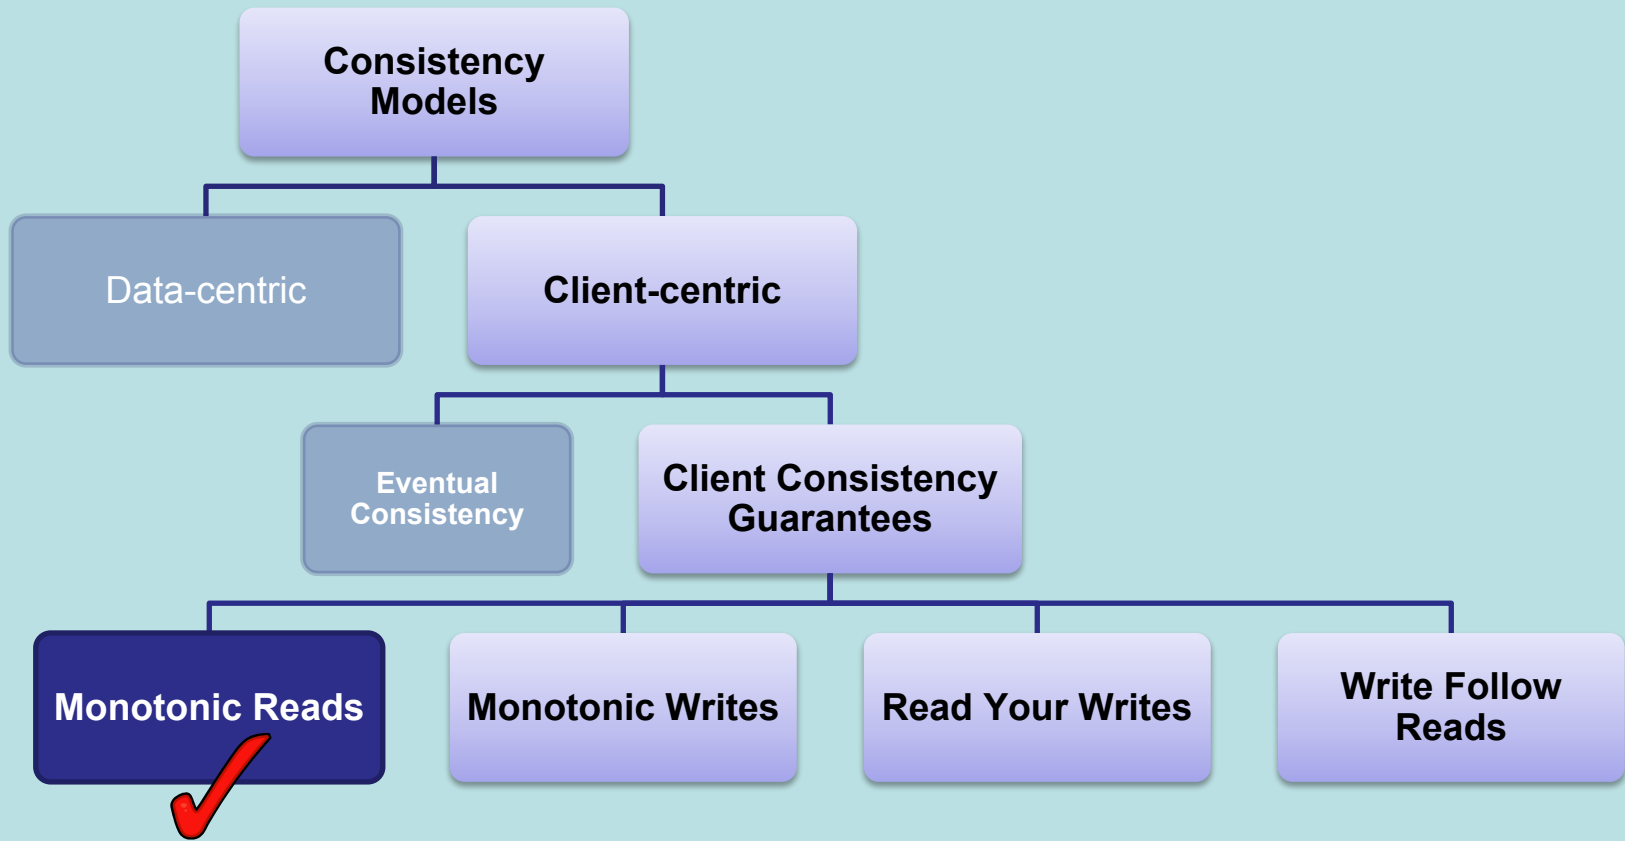 Consistency
Models
Data-centric
Client-centric
Eventual
Consistency
Client Consistency
Guarantees
Monotonic Reads
Monotonic Writes
Read Your Writes
Write Follow
Reads